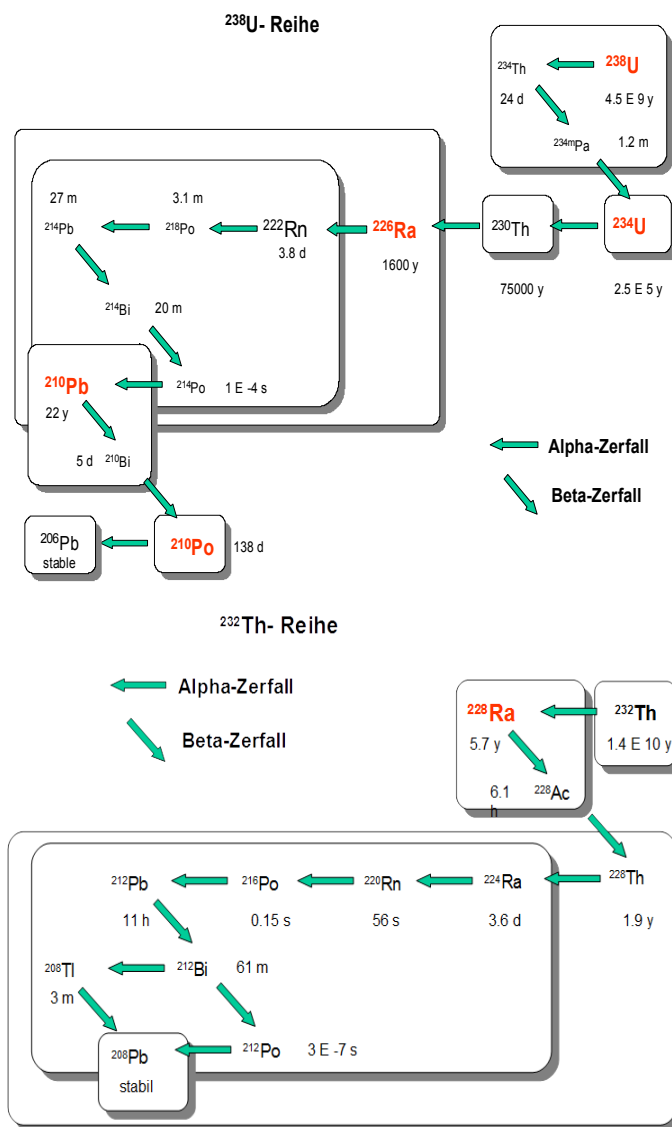 ²³⁸U- Reihe
²³⁴Th ²³⁸U
24 d 4.5 E 9 y
²³⁴ᵐPa 1.2 m
27 m 3.1 m
²¹⁴Pb ²¹⁸Po ²²²Rn ²²⁶Ra ²³⁰Th ²³⁴U
3.8 d 1600 y
75000 y 2.5 E 5 y
²¹⁴Bi 20 m
²¹⁰Pb ²¹⁴Po 1 E -4 s
22 y
5 d ²¹⁰Bi
Alpha-Zerfall
Beta-Zerfall
²⁰⁶Pb ²¹⁰Po 138 d
stable
²³²Th- Reihe
Alpha-Zerfall
Beta-Zerfall
²²⁸Ra ²³²Th
5.7 y 1.4 E 10 y
6.1 ²²⁸Ac
h
²¹²Pb ²¹⁶Po ²²⁰Rn ²²⁴Ra ²²⁸Th
11 h 0.15 s 56 s 3.6 d 1.9 y
²⁰⁸Tl ²¹²Bi 61 m
3 m
²⁰⁸Pb ²¹²Po 3 E -7 s
stabil